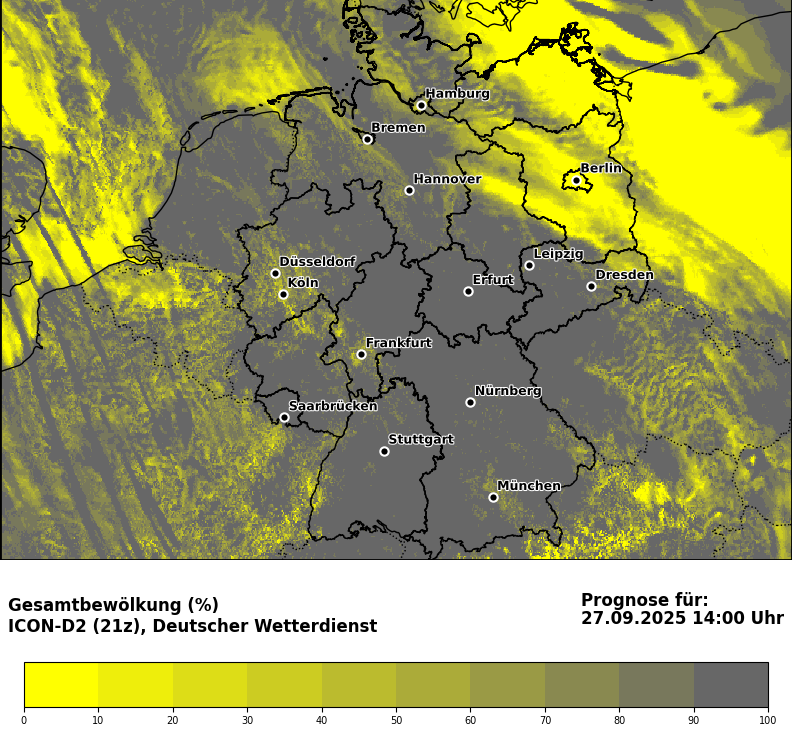 Hamburg
Bremen
Berlin
Hannover
Leipzig
Düsseldorf
Dresden
Erfurt
Köln
Frankfurt
Nürnberg
Saarbrücken
Stuttgart
München
Gesamtbewölkung (%)
ICON-D2 (21z), Deutscher Wetterdienst
Prognose für:
27.09.2025 14:00 Uhr
0 10 20 30 40 50 60 70 80 90 100